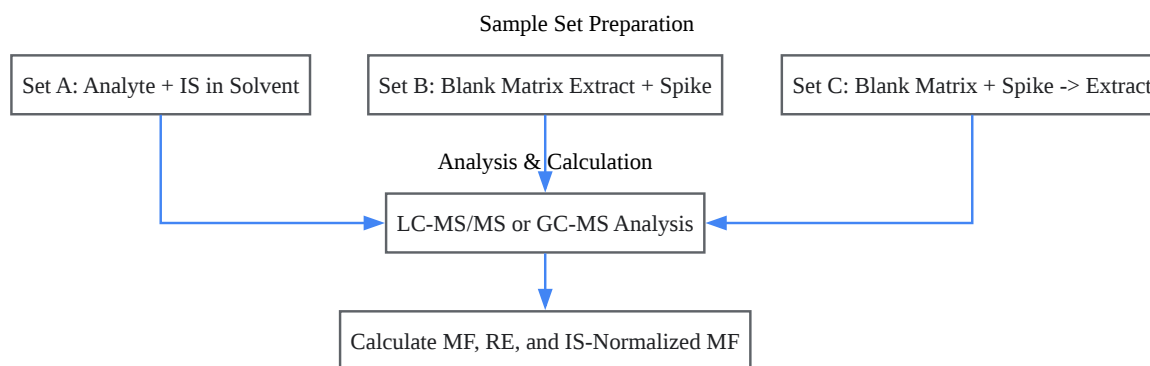 Sample Set Preparation
Set A: Analyte + IS in Solvent
Set B: Blank Matrix Extract + Spike
Set C: Blank Matrix + Spike -> Extract
Analysis & Calculation
LC-MS/MS or GC-MS Analysis
Calculate MF, RE, and IS-Normalized MF